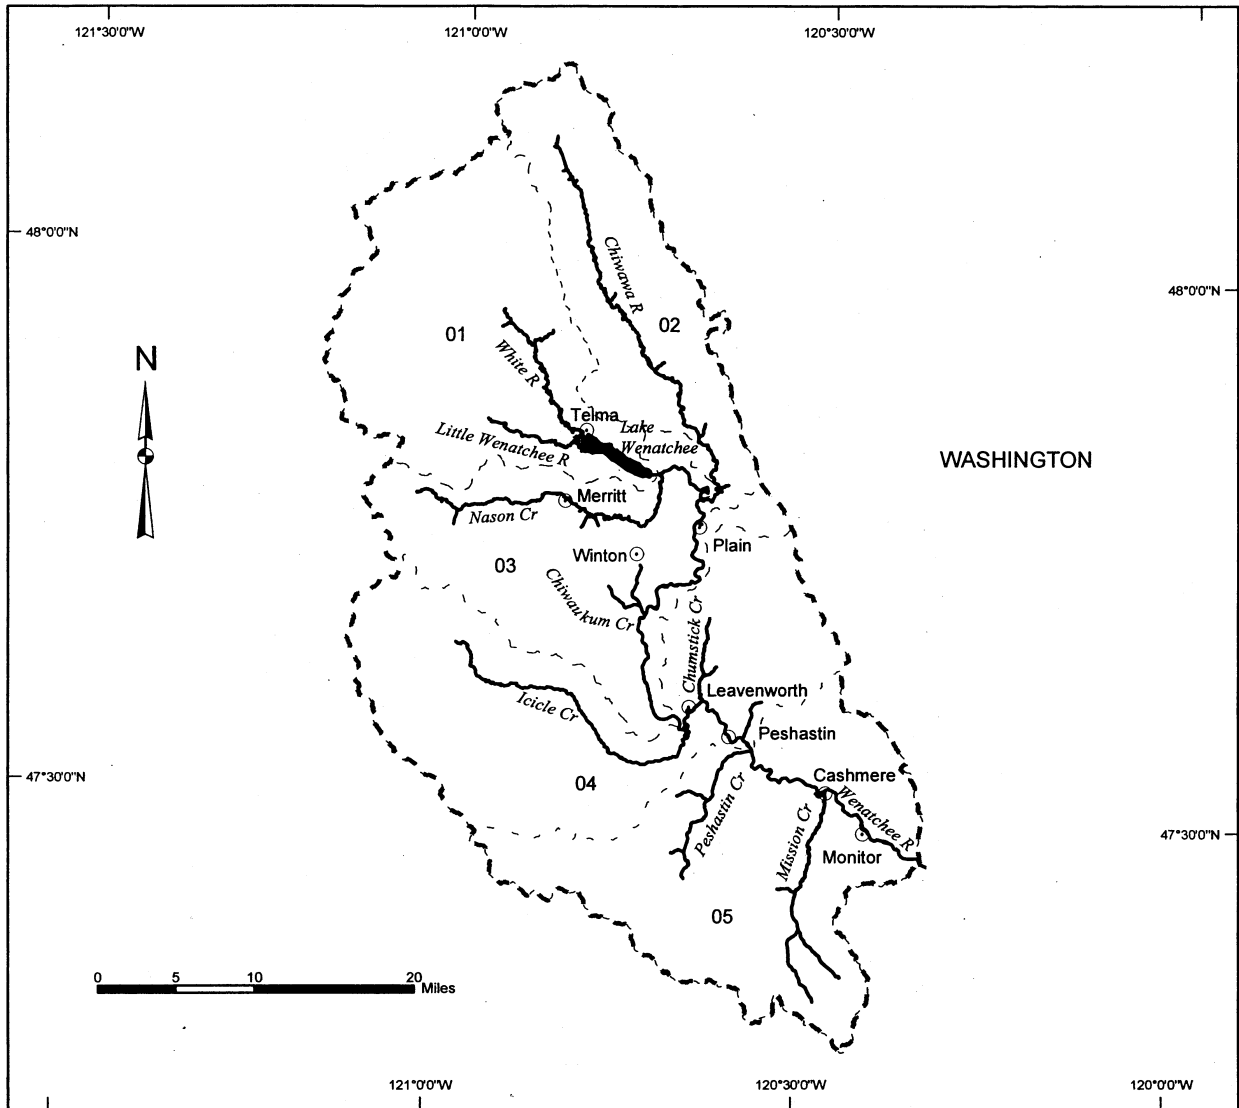 121°30'0"W
121°0'0"W
120°30'0"W
48°0'0"N
Chiwawa R
48°0'0"N
01
02
N
White R
Telma
Lake
Wenatchee
Little Wenatchee R
WASHINGTON
Merritt
Nason Cr
Plain
Winton
03
Chiwaukum Cr
Chumstick Cr
Leavenworth
Icicle Cr
Peshastin
47°30'0"N
04
Cashmere
Wenatchee R
Peshastin Cr
Mission Cr
47°30'0"N
Monitor
05
0 5 10 20
Miles
121°0'0"W
120°30'0"W
120°0'0"W